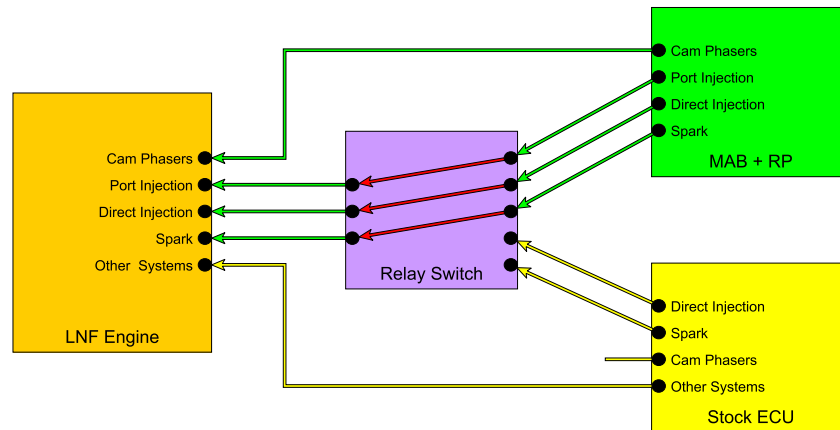 Cam Phasers
Port Injection
Direct Injection
Spark
Other Systems
LNF Engine
Relay Switch
Cam Phasers
Port Injection
Direct Injection
Spark
MAB + RP
Direct Injection
Spark
Cam Phasers
Other Systems
Stock ECU